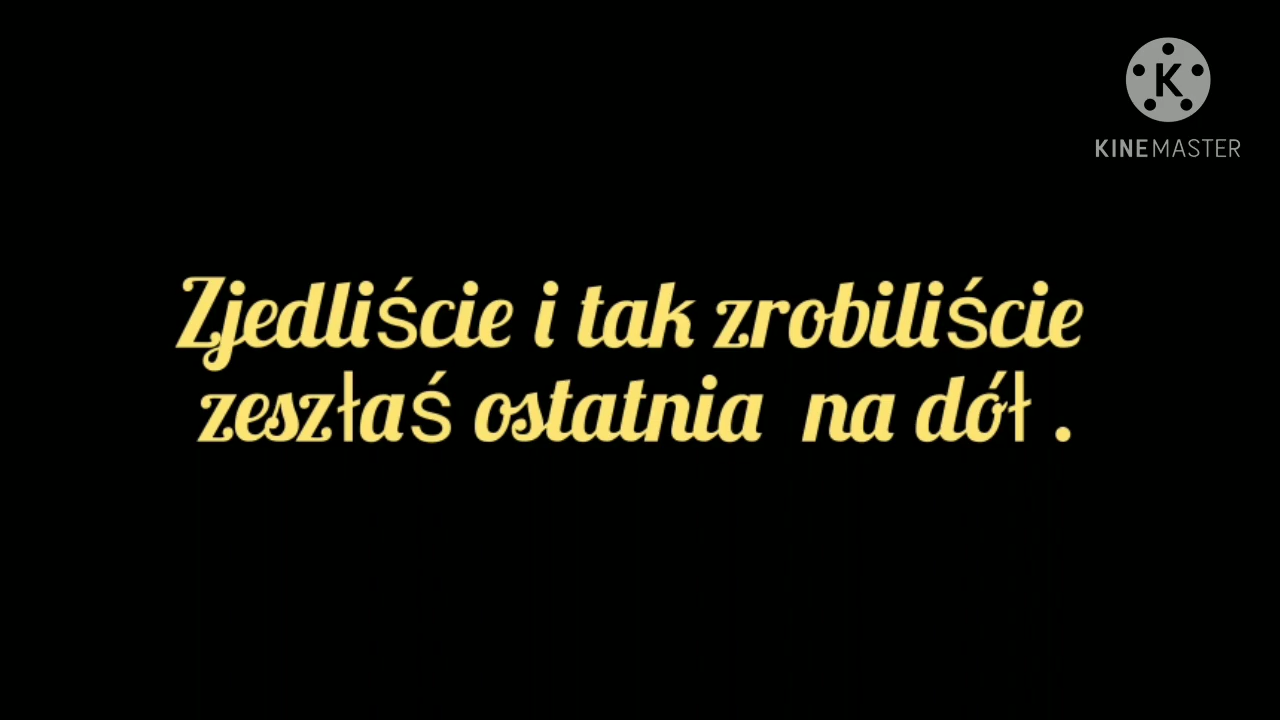 KINEMASTER
Zjedliście i tak zrobiliście
zeszłaś ostatnia na dół .